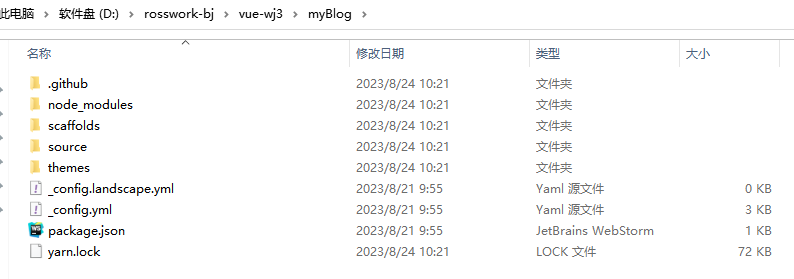 此电脑 > 软件盘 (D:) > rosswork-bj > vue-wj3 > myBlog >
名称 修改日期 类型 大小
.github 2023/8/24 10:21 文件夹
node_modules 2023/8/24 10:21 文件夹
scaffolds 2023/8/24 10:21 文件夹
source 2023/8/24 10:21 文件夹
themes 2023/8/24 10:21 文件夹
_config.landscape.yml 2023/8/21 9:55 Yaml 源文件 0 KB
_config.yml 2023/8/21 9:55 Yaml 源文件 3 KB
package.json 2023/8/21 9:55 JetBrains WebStorm 1 KB
yarn.lock 2023/8/24 10:21 LOCK 文件 72 KB